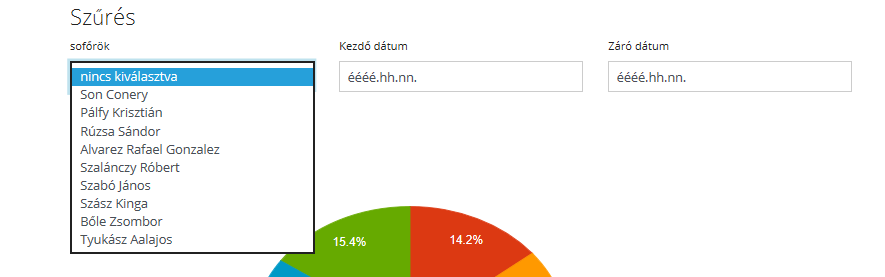 Szűrés
sofőrök
Kezdő dátum
Záró dátum
nincs kiválasztva
éééé.hh.nn.
éééé.hh.nn.
Son Conery
Pálfy Krisztián
Rúzsa Sándor
Alvarez Rafael Gonzalez
Szalánczy Róbert
Szabó János
Szász Kinga
Bőle Zsombor
Tyukász Aalajos
15.4%
14.2%